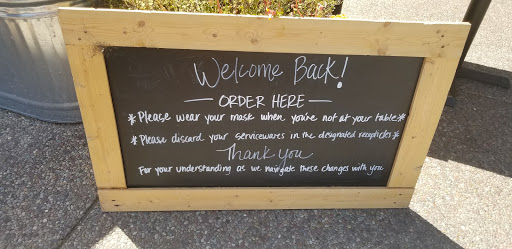 Welcome Back!
— ORDER HERE —
*Please wear your mask when you're not at your table*
*Please discard your servicewares in the designated recepticles*
Thank you
For your understanding as we navigate these changes with you